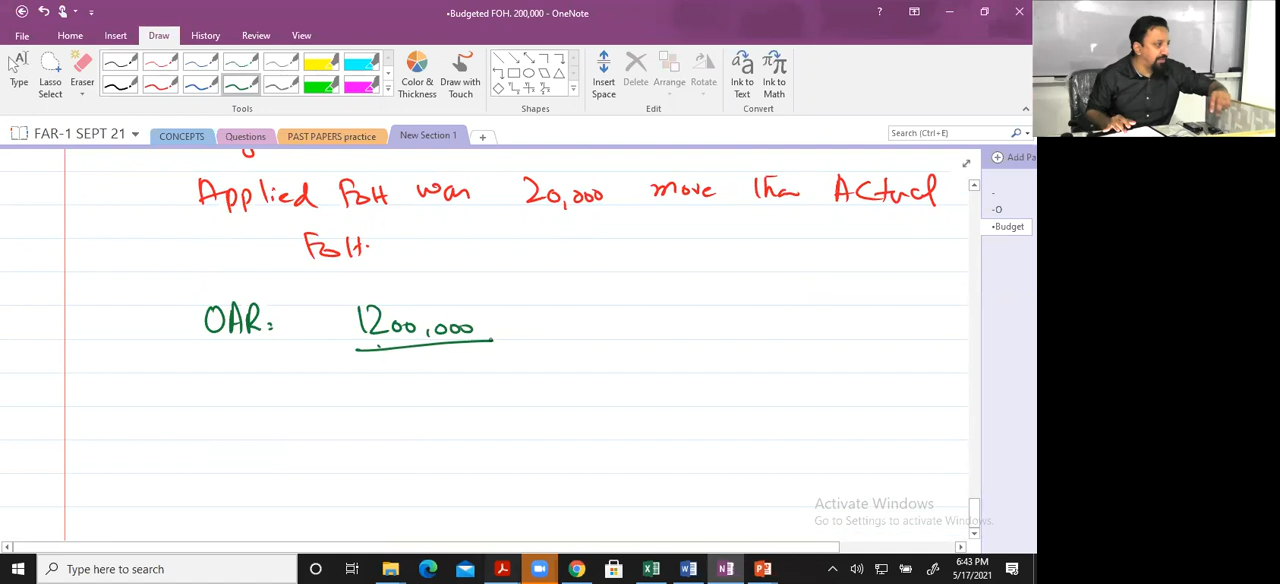 •Budgeted FOH. 200,000 - OneNote
File Home Insert Draw History Review View
Type
Lasso Select
Eraser
Color & Thickness
Draw with Touch
Insert Space
Delete
Arrange
Rotate
Ink to Text
Ink to Math
Tools
Shapes
Edit
Convert
FAR-1 SEPT 21
CONCEPTS
Questions
PAST PAPERS practice
New Section 1
Search (Ctrl+E)
Add Pa
-
-O
•Budget
Applied FOH was 20,000 more than Actual
FOH.
OAR= 1200,000
Activate Windows
Go to Settings to activate Windows.
Type here to search
6:43 PM
5/17/2021